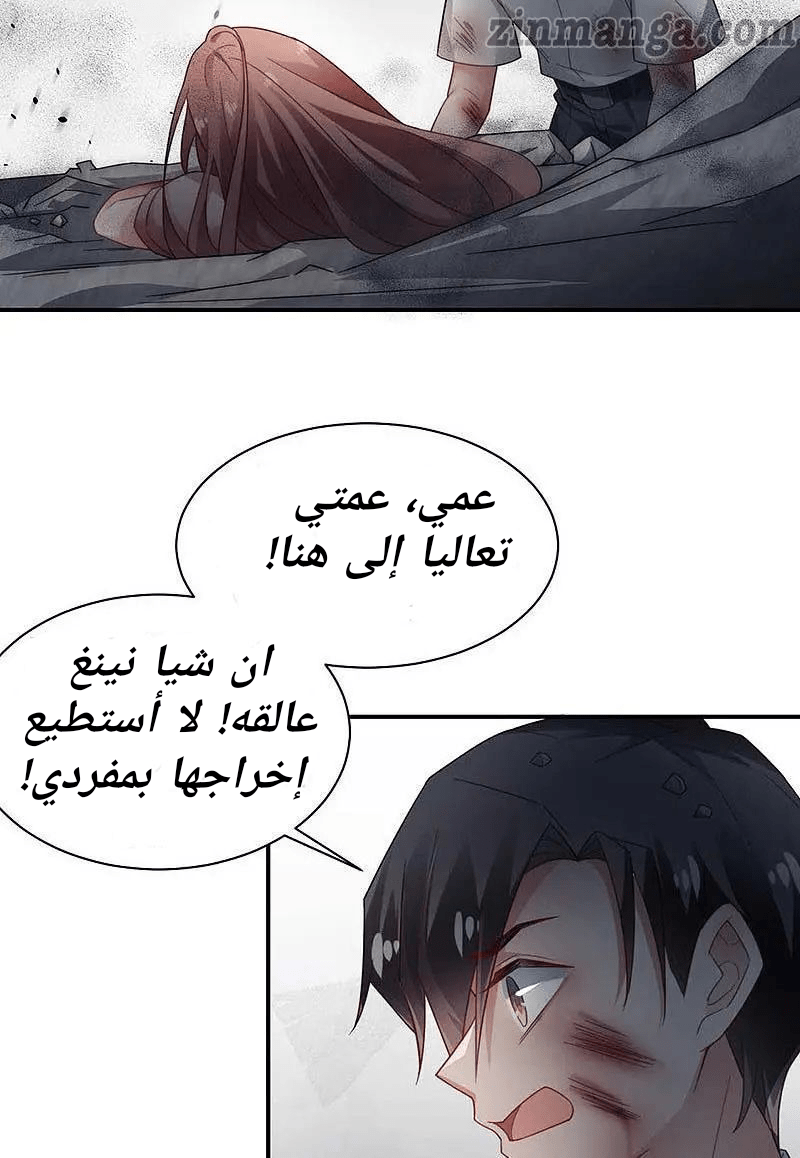 zinmanga.com
عمي، عمتي
تعاليا إلى هنا!
ان شيا نينغ
عالقه! لا أستطيع
إخراجها بمفردي!